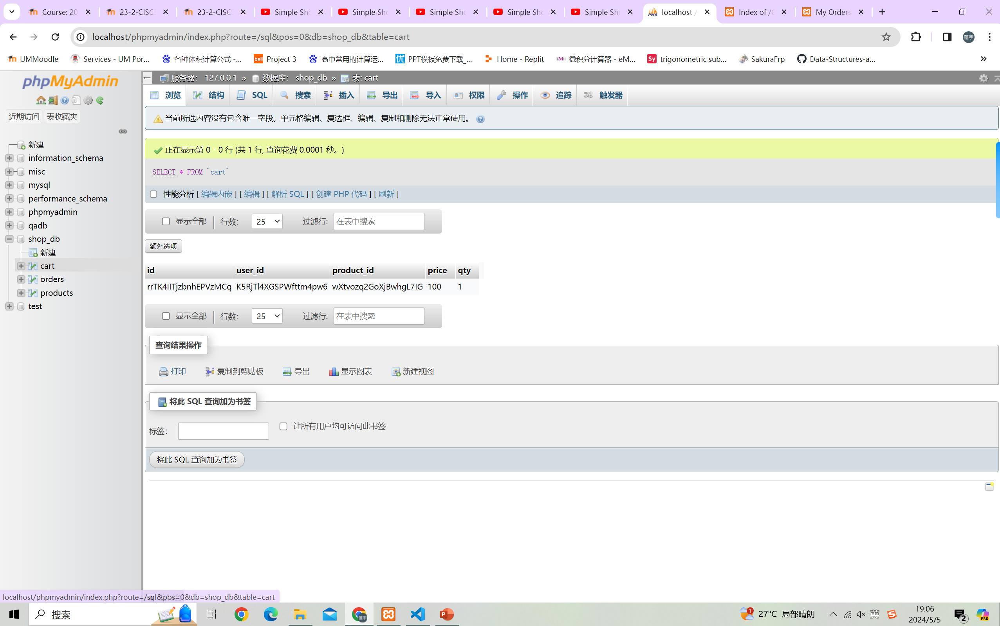 Course: 20
23-2-CISC
23-2-CISC
Simple Sho
Simple Sho
Simple Sho
Simple Sho
Simple Sho
localhost /
Index of /
My Orders
localhost/phpmyadmin/index.php?route=/sql&pos=0&db=shop_db&table=cart
蓬宇
UMMoodle
Services - UM Por...
各种体积计算公式 -...
Project 3
高中常用的计算运...
PPT模板免费下载_...
Home - Replit
微积分计算器 - eM...
trigonometric sub...
SakuraFrp
Data-Structures-a...
phpMyAdmin
近期访问 表收藏夹
新建
information_schema
misc
mysql
performance_schema
phpmyadmin
qadb
shop_db
新建
cart
orders
products
test
服务器: 127.0.0.1 » 数据库: shop_db » 表: cart
浏览 结构 SQL 搜索 插入 导出 导入 权限 操作 追踪 触发器
当前所选内容没有包含唯一字段。单元格编辑、复选框、编辑、复制和删除无法正常使用。
正在显示第 0 - 0 行 (共 1 行, 查询花费 0.0001 秒。)
SELECT * FROM `cart`
性能分析 [ 编辑内嵌 ] [ 编辑 ] [ 解析 SQL ] [ 创建 PHP 代码 ] [ 刷新 ]
显示全部 行数: 25 过滤行: 在表中搜索
额外选项
id user_id product_id price qty
rrTK4IITjzbnhEPVzMCq K5RjTl4XGSPWfttm4pw6 wXtvozq2GoXjBwhgL7IG 100 1
显示全部 行数: 25 过滤行: 在表中搜索
查询结果操作
打印 复制到剪贴板 导出 显示图表 新建视图
将此 SQL 查询加为书签
标签: 让所有用户均可访问此书签
将此 SQL 查询加为书签
localhost/phpmyadmin/index.php?route=/sql&pos=0&db=shop_db&table=cart
搜索
1
27°C 局部晴朗
英
19:06
2024/5/5
2
PRE